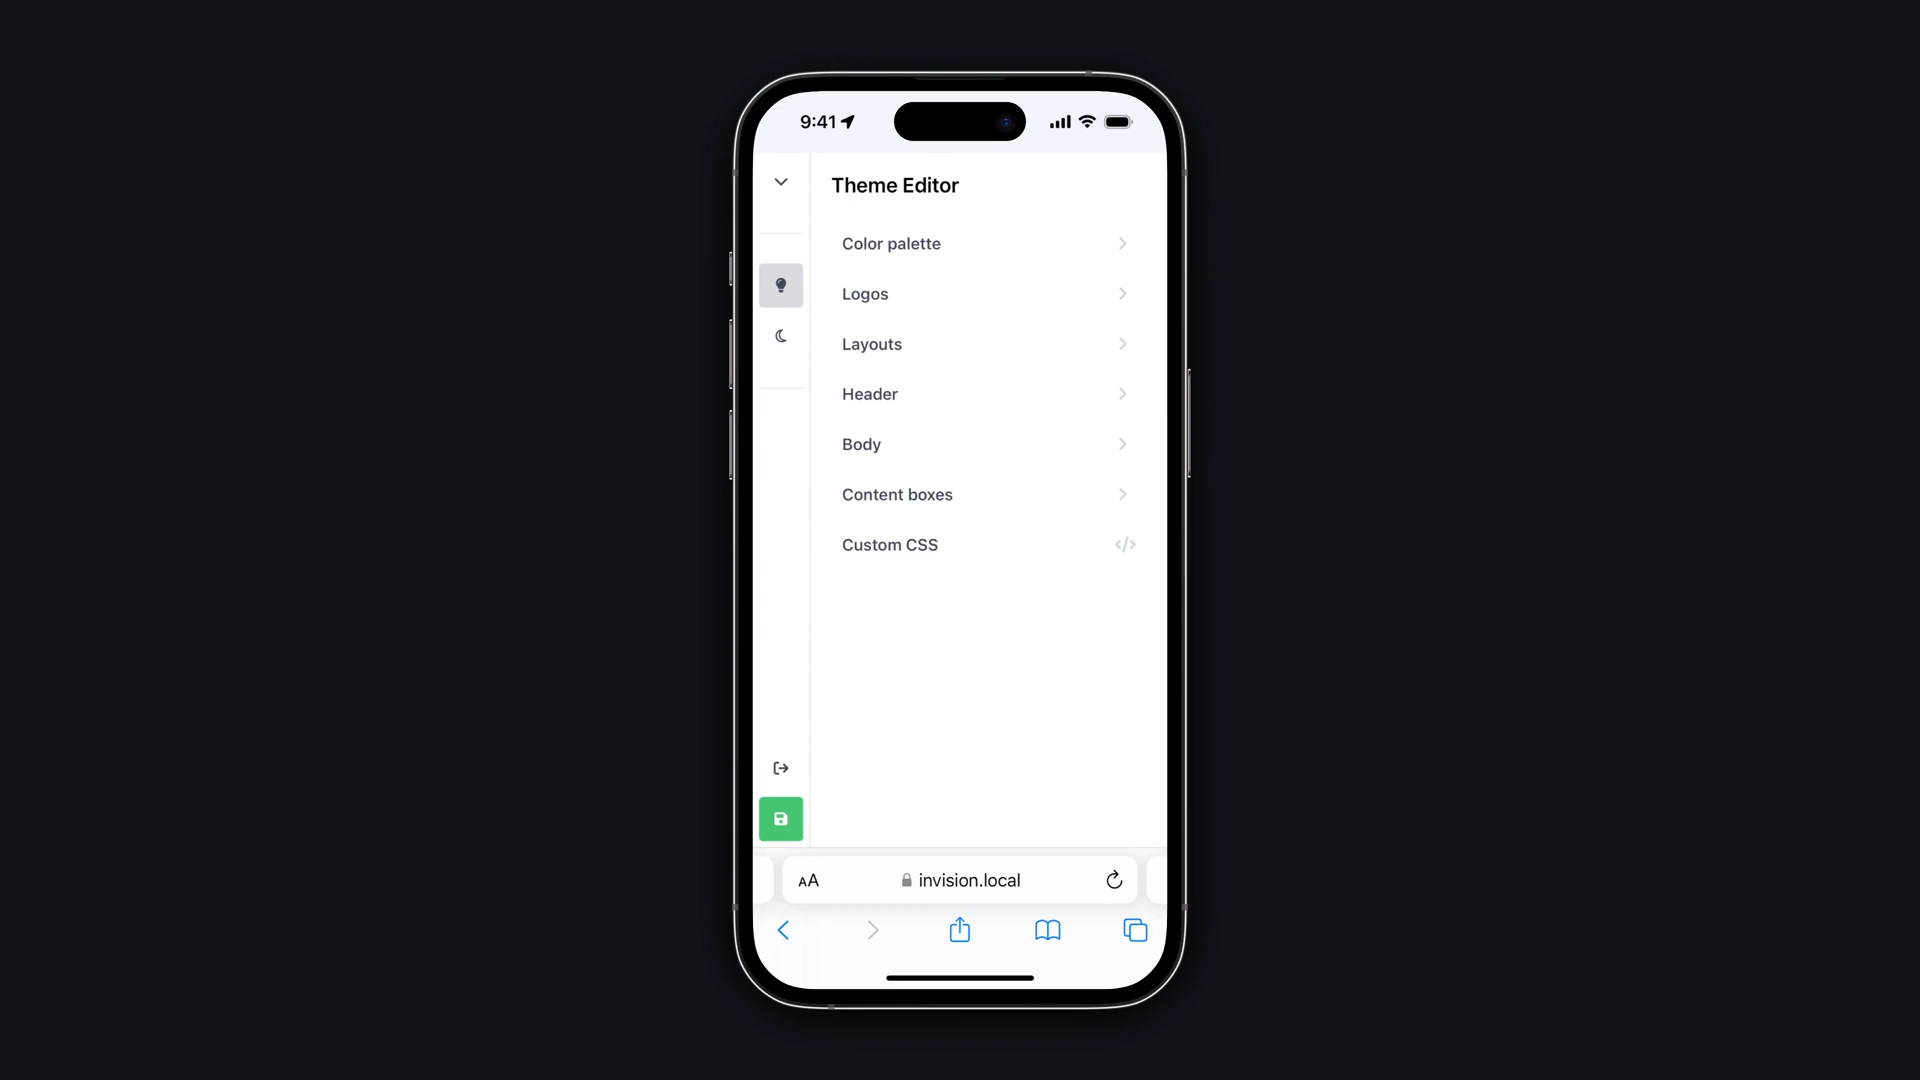 9:41
Theme Editor
Color palette
Logos
Layouts
Header
Body
Content boxes
Custom CSS </>
AA invision.local